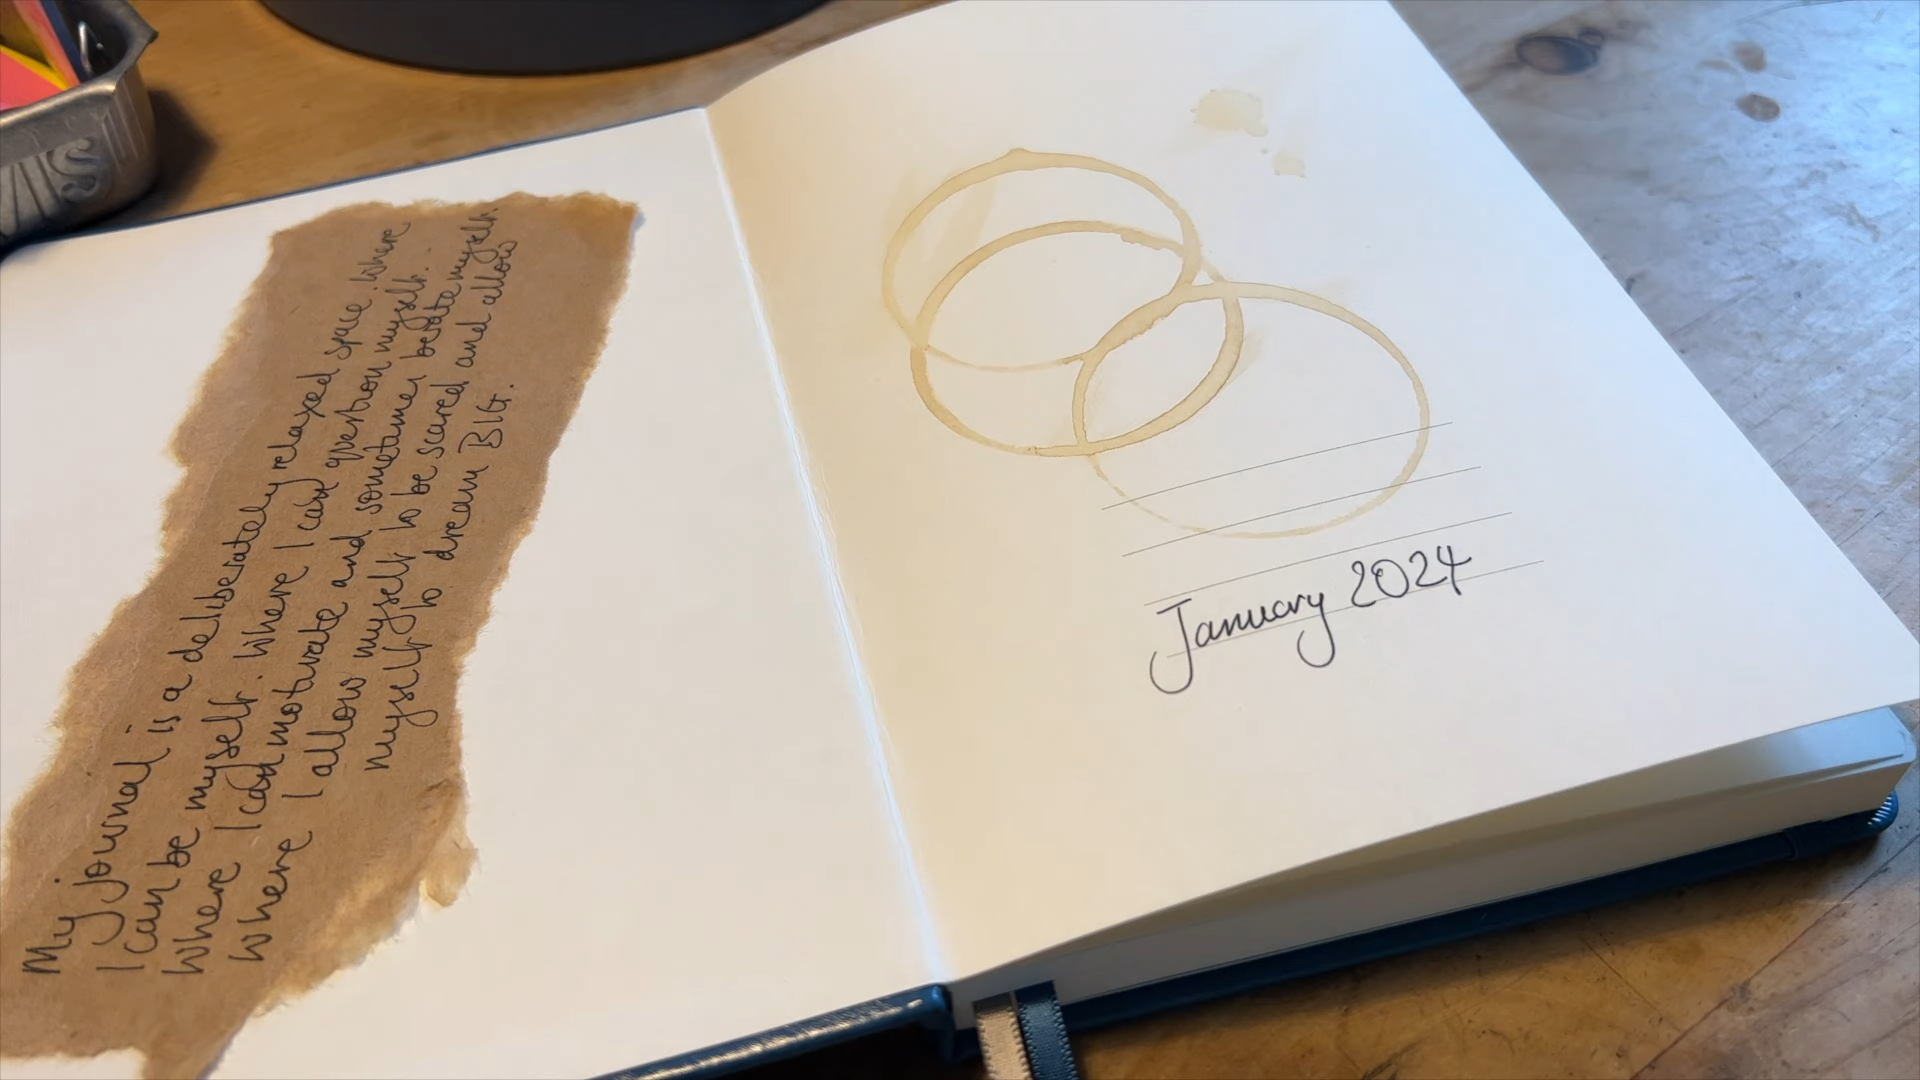 My journal is a deliberately relaxed space. Where
I can be myself. Where I can question myself.
Where I can motivate and sometimes berate myself.
Where I allow myself to be scared and allow
myself to dream BIG.
January 2024